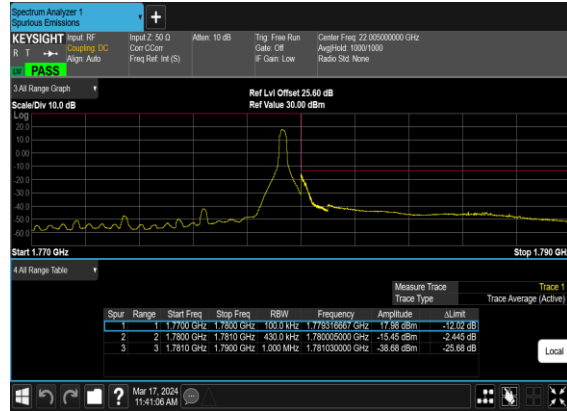 Spectrum Analyzer 1
Spurious Emissions
KEYSIGHT Input: RF Input Z: 50 Ω Atten: 10 dB Trig: Free Run Center Freq: 22.005000000 GHz
R T Coupling: DC Corr CCorr Gate: Off Avg|Hold: 1000/1000
Align: Auto Freq Ref: Int (S) IF Gain: Low Radio Std: None
PASS
3 All Range Graph
Ref Lvl Offset 25.60 dB
Scale/Div 10.0 dB Ref Value 30.00 dBm
Log
20.0
10.0
0.00
-10.0
-20.0
-30.0
-40.0
-50.0
-60.0
Start 1.770 GHz Stop 1.790 GHz
4 All Range Table
Measure Trace Trace 1
Trace Type Trace Average (Active)
Spur Range Start Freq Stop Freq RBW Frequency Amplitude ΔLimit
1 1 1.7700 GHz 1.7800 GHz 100.0 kHz 1.779316667 GHz 17.98 dBm -12.02 dB
2 2 1.7800 GHz 1.7810 GHz 430.0 kHz 1.780005000 GHz -15.45 dBm -2.445 dB
3 3 1.7810 GHz 1.7900 GHz 1.000 MHz 1.781030000 GHz -38.68 dBm -25.68 dB
Local
?
Mar 17, 2024
11:41:06 AM